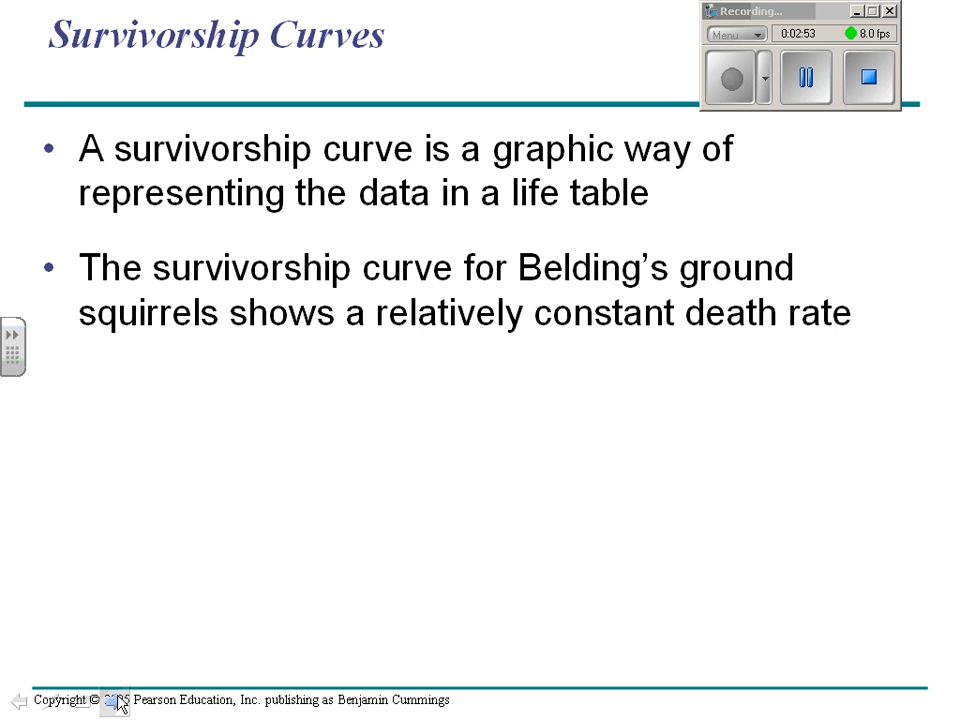 Survivorship Curves
Recording...
Menu
0:02:53
8.0 fps
• A survivorship curve is a graphic way of
representing the data in a life table
• The survivorship curve for Belding's ground
squirrels shows a relatively constant death rate
Copyright © Pearson Education, Inc. publishing as Benjamin Cummings